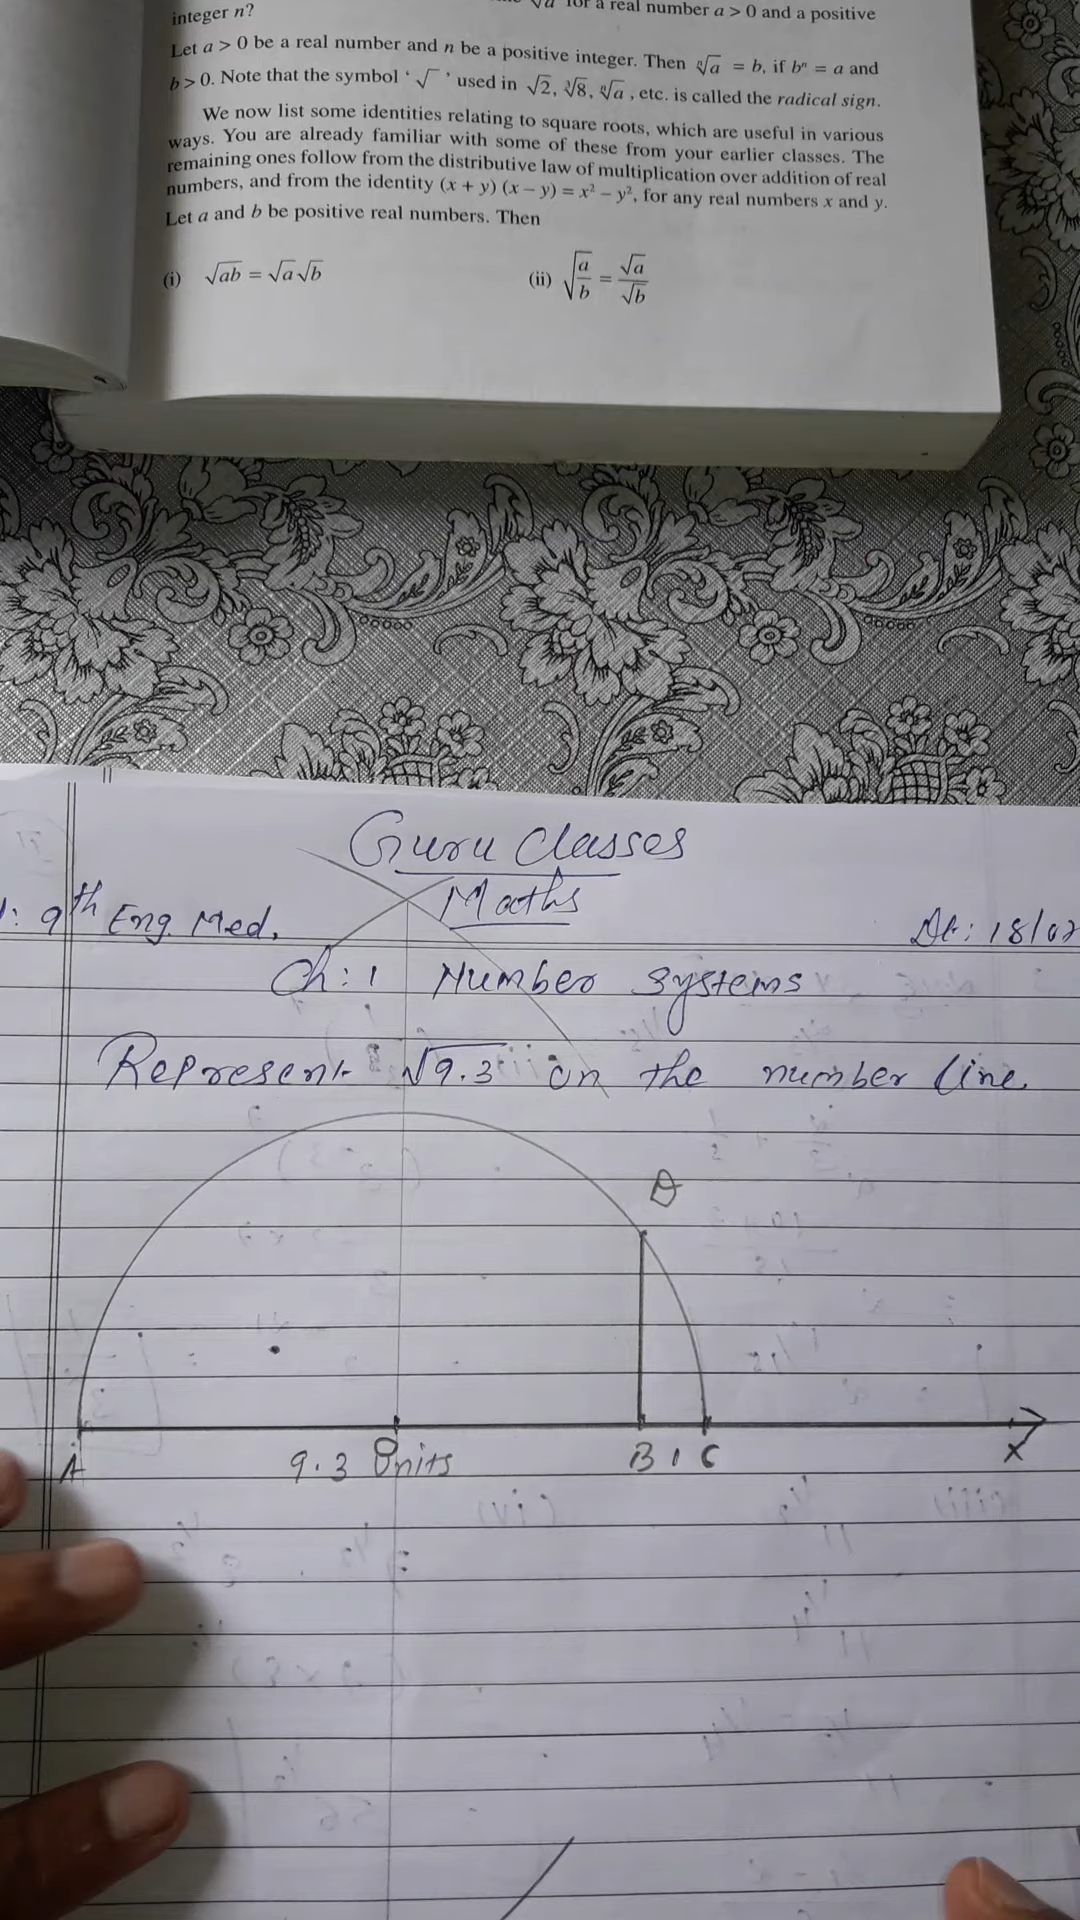 √a for a real number a > 0 and a positive
integer n?
Let a > 0 be a real number and n be a positive integer. Then ⁿ√a = b, if bⁿ = a and
b > 0. Note that the symbol ‘√’ used in √2, ³√8, ⁿ√a, etc. is called the radical sign.
We now list some identities relating to square roots, which are useful in various
ways. You are already familiar with some of these from your earlier classes. The
remaining ones follow from the distributive law of multiplication over addition of real
numbers, and from the identity (x + y) (x – y) = x² – y², for any real numbers x and y.
Let a and b be positive real numbers. Then
(i) √ab = √a√b (ii) √(a/b) = √a/√b
Guru Classes
Maths
: 9th Eng. Med. Dt: 18/02
Ch: 1 Number Systems
Represent √9.3 on the number line.
D
A 9.3 Units B 1 C X